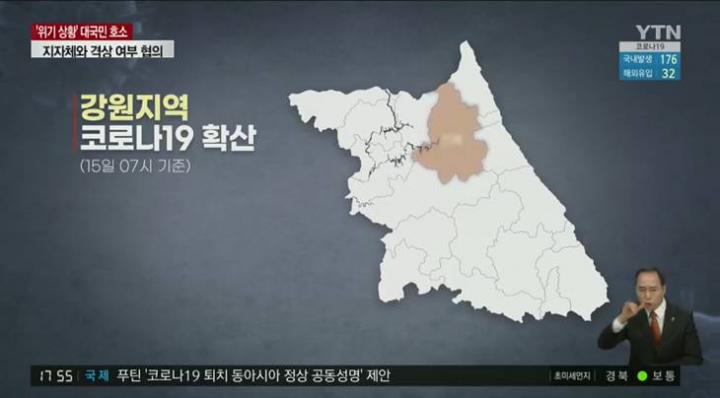 '위기 상황' 대국민 호소
지자체와 격상 여부 협의
YTN
코로나19
국내발생 176
해외유입 32
강원지역
코로나19 확산
(15일 07시 기준)
17 55 국 제 푸틴 '코로나19 퇴치 동아시아 정상 공동성명' 제안
초미세먼지 경 북 보 통